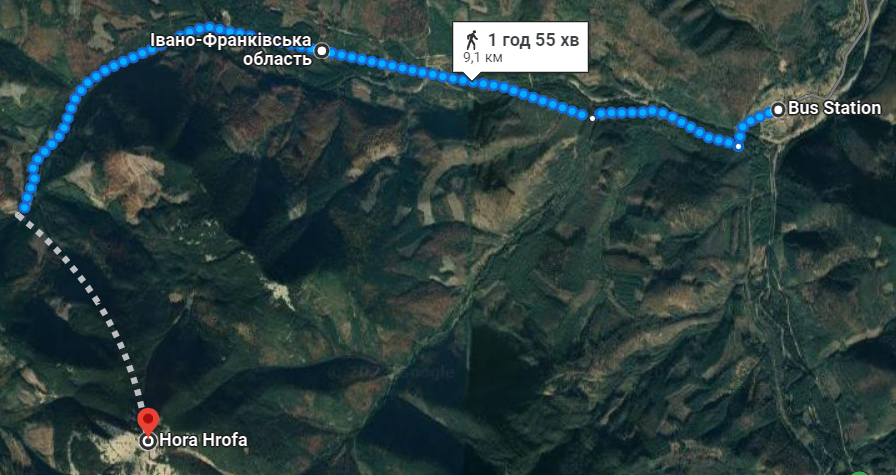 Івано-Франківська
область
1 год 55 хв
9,1 км
Bus Station
Hora Hrofa